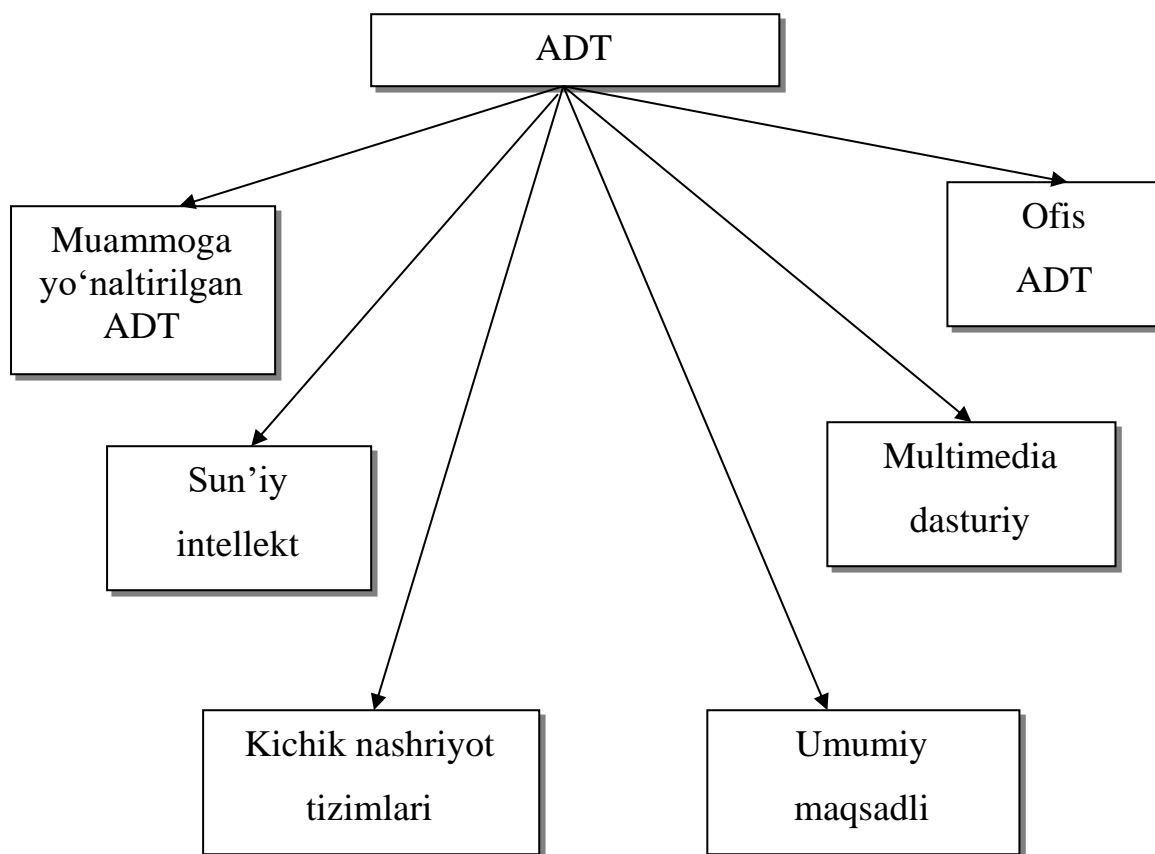 ADT
Muammoga
yo‘naltirilgan
ADT
Ofis
ADT
Sun’iy
intellekt
Multimedia
dasturiy
Kichik nashriyot
tizimlari
Umumiy
maqsadli